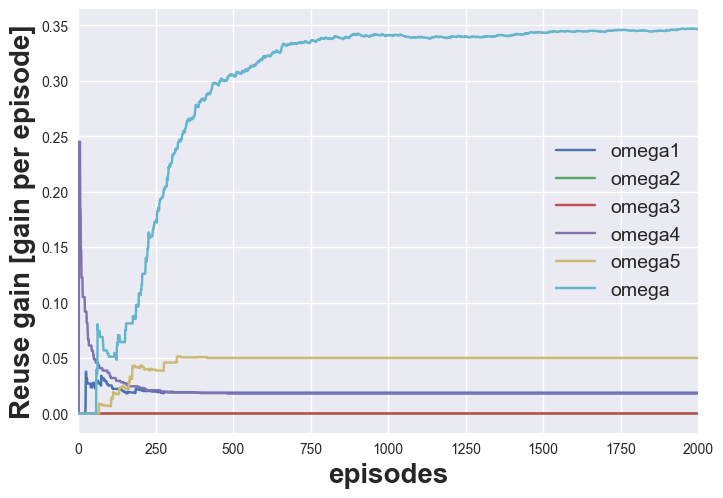 Reuse gain [gain per episode]
0.35
0.30
0.25
0.20
0.15
0.10
0.05
0.00
omega1
omega2
omega3
omega4
omega5
omega
0 250 500 750 1000 1250 1500 1750 2000
episodes